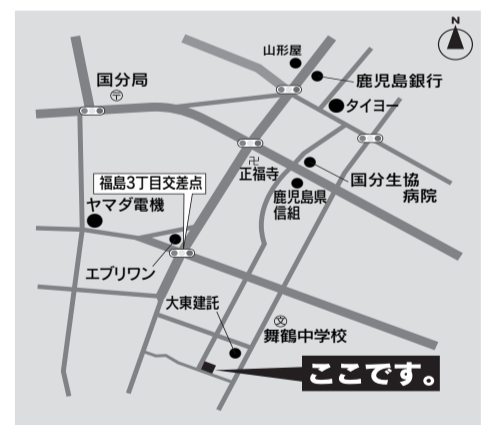 N
山形屋
国分局
〒
鹿児島銀行
タイヨー
卍
正福寺
国分生協
病院
福島3丁目交差点
鹿児島県
信組
ヤマダ電機
エブリワン
大東建託
文
舞鶴中学校
ここです。